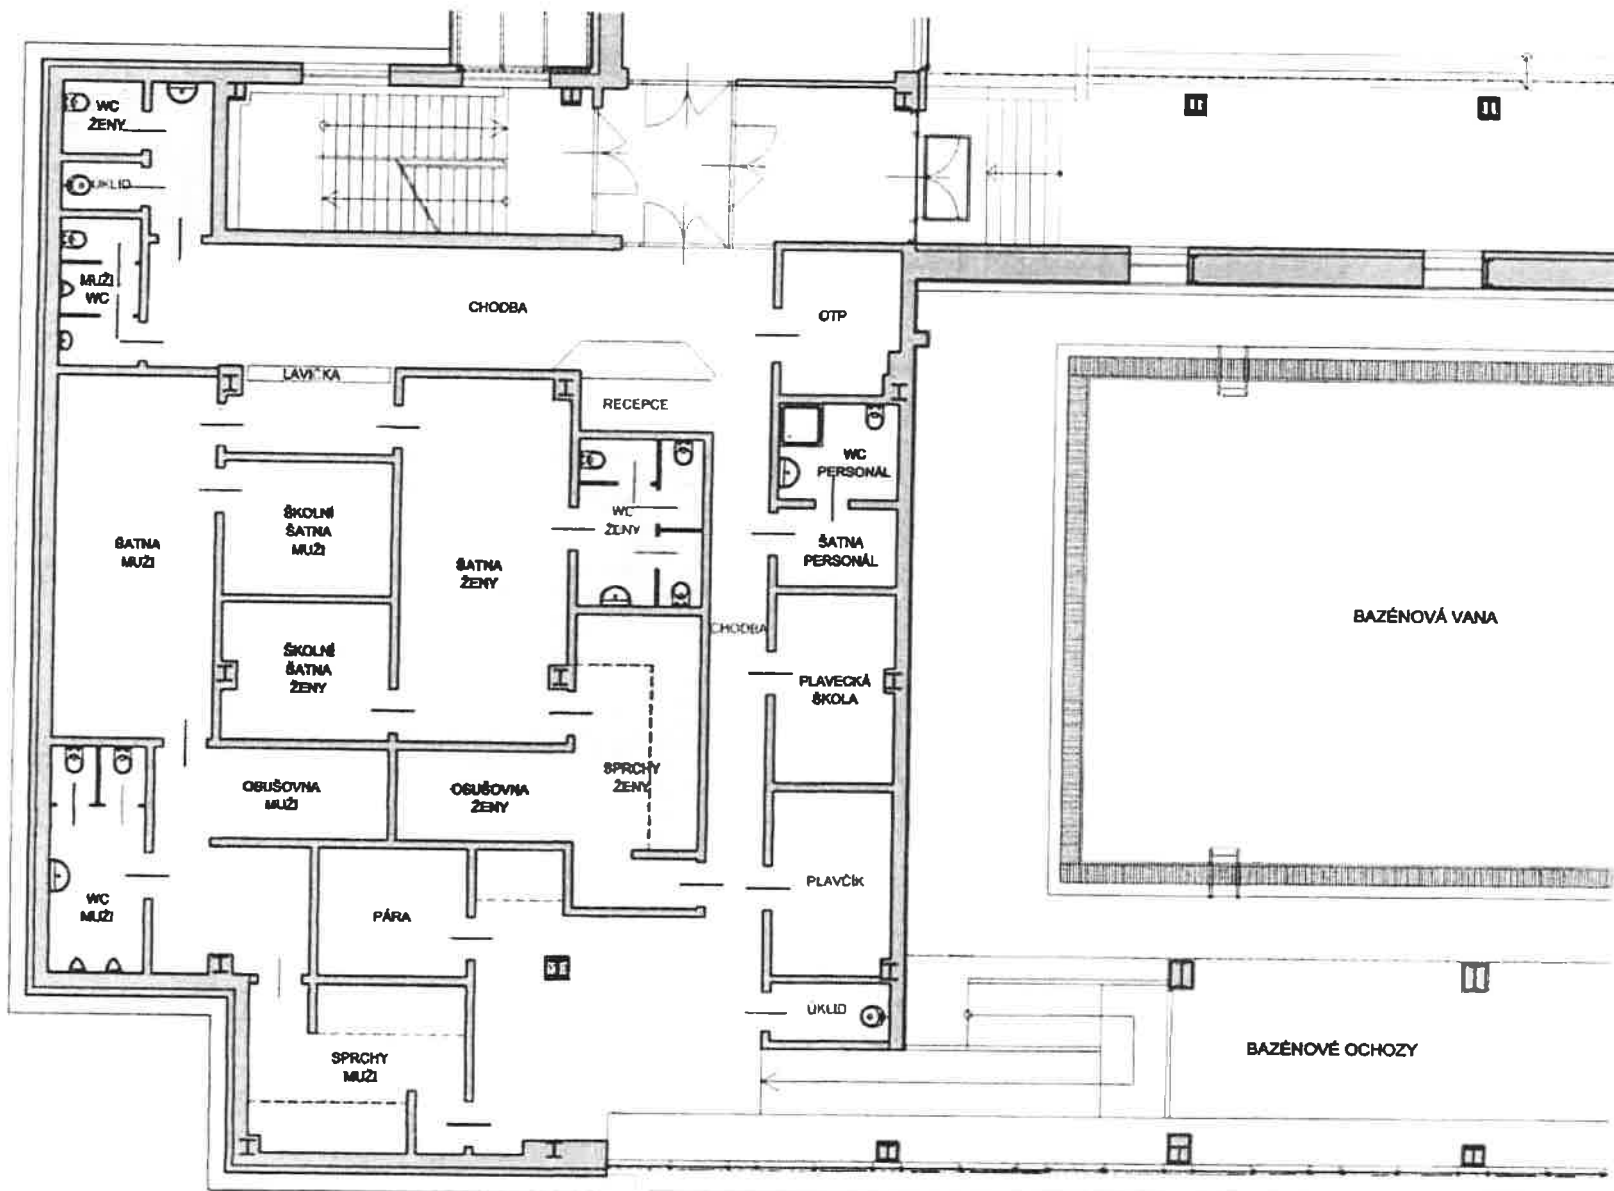 WC
ŽENY
ÚKLID
MUŽI
WC
CHODBA
OTP
LAVIČKA
RECEPCE
WC
PERSONÁL
ŠKOLNÍ
ŠATNA
MUŽI
WC
ŽENY
ŠATNA
MUŽI
ŠATNA
ŽENY
ŠATNA
PERSONÁL
BAZÉNOVÁ VANA
CHODBA
ŠKOLNÍ
ŠATNA
ŽENY
PLAVECKÁ
ŠKOLA
OSUŠOVNA
MUŽI
OSUŠOVNA
ŽENY
SPRCHY
ŽENY
PLAVČÍK
WC
MUŽI
PÁRA
ÚKLID
SPRCHY
MUŽI
BAZÉNOVÉ OCHOZY